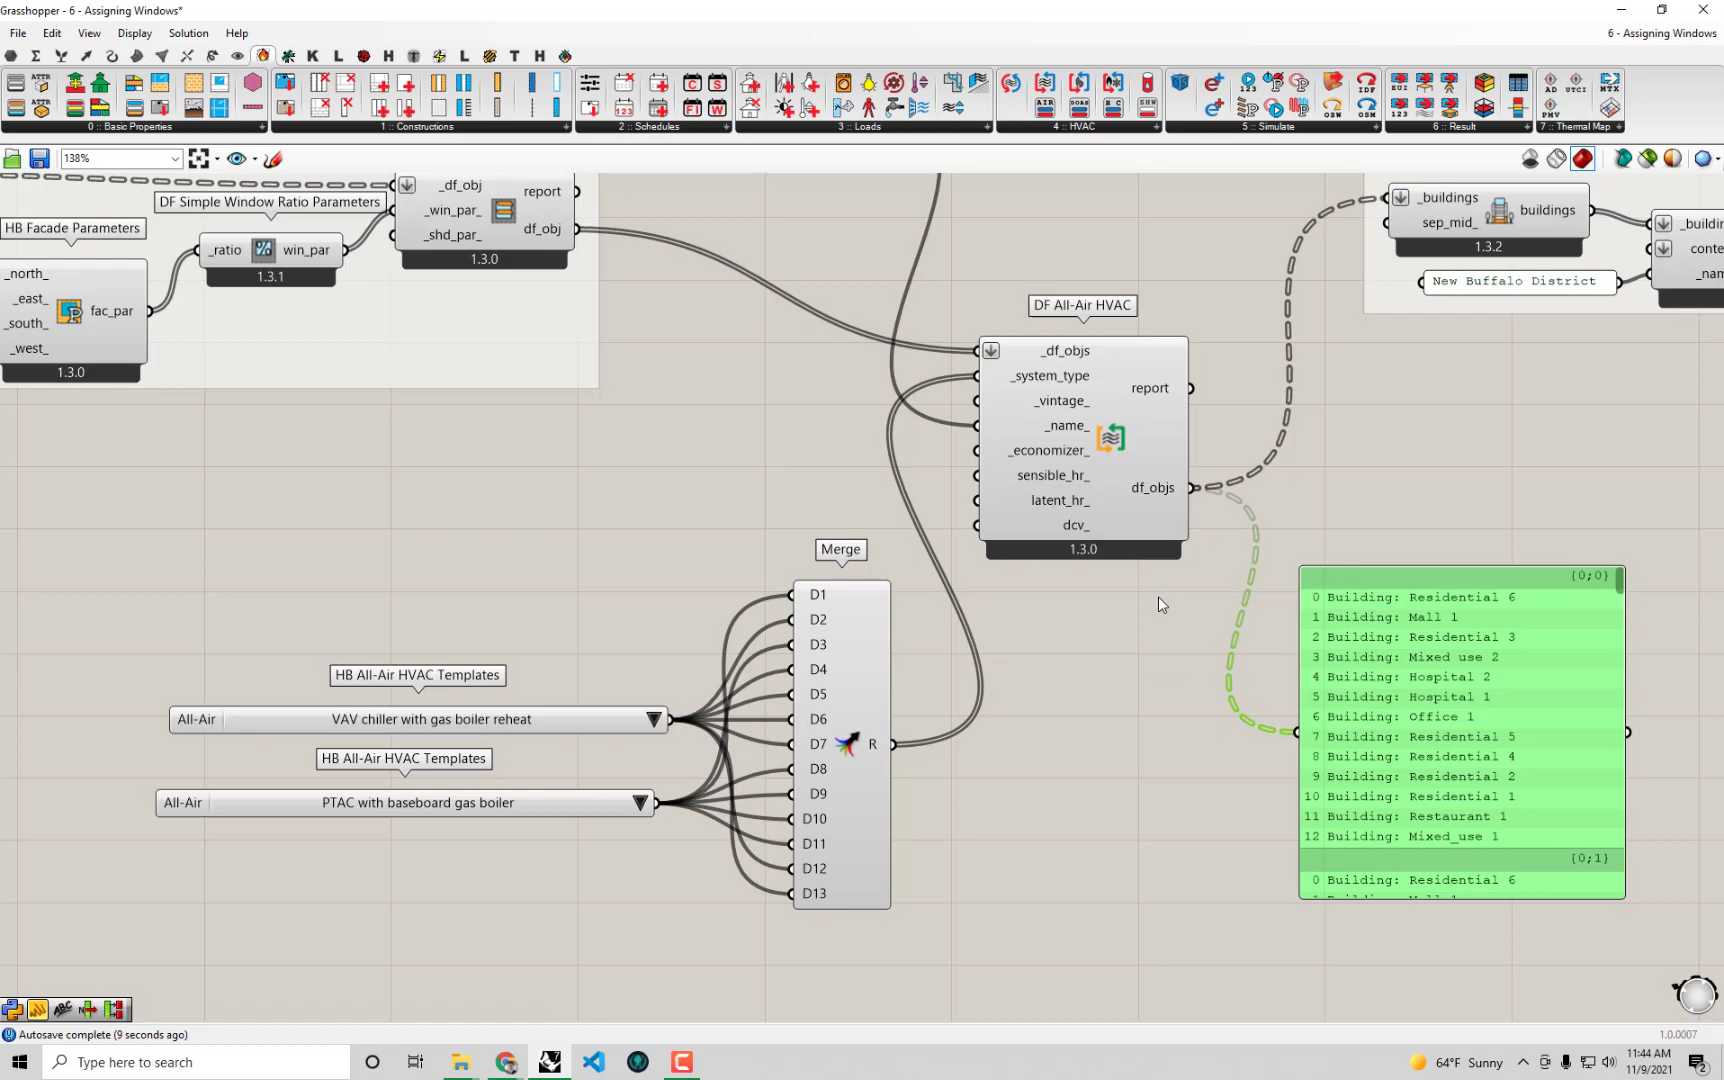 Grasshopper - 6 - Assigning Windows*
File Edit View Display Solution Help
6 - Assigning Windows
K L H L T H
ATTR
ATTR
0 :: Basic Properties
1 :: Constructions
2 :: Schedules
3 :: Loads
4 :: HVAC
5 :: Simulate
6 :: Result
7 :: Thermal Map
138%
DF Simple Window Ratio Parameters
HB Facade Parameters
_north_
_east_
_south_
_west_
fac_par
1.3.0
_ratio
win_par
1.3.1
_df_obj
_win_par_
_shd_par_
report
df_obj
1.3.0
_buildings
sep_mid_
buildings
1.3.2
New Buffalo District
_buildin
conte
_nam
DF All-Air HVAC
_df_objs
_system_type
_vintage_
_name_
_economizer_
sensible_hr_
latent_hr_
dcv_
report
df_objs
1.3.0
Merge
D1
D2
D3
D4
D5
D6
D7
D8
D9
D10
D11
D12
D13
R
HB All-Air HVAC Templates
All-Air VAV chiller with gas boiler reheat
HB All-Air HVAC Templates
All-Air PTAC with baseboard gas boiler
{0;0}
0 Building: Residential 6
1 Building: Mall 1
2 Building: Residential 3
3 Building: Mixed use 2
4 Building: Hospital 2
5 Building: Hospital 1
6 Building: Office 1
7 Building: Residential 5
8 Building: Residential 4
9 Building: Residential 2
10 Building: Residential 1
11 Building: Restaurant 1
12 Building: Mixed_use 1
{0;1}
0 Building: Residential 6
Autosave complete (9 seconds ago)
1.0.0007
Type here to search
64°F Sunny
11:44 AM
11/9/2021
2